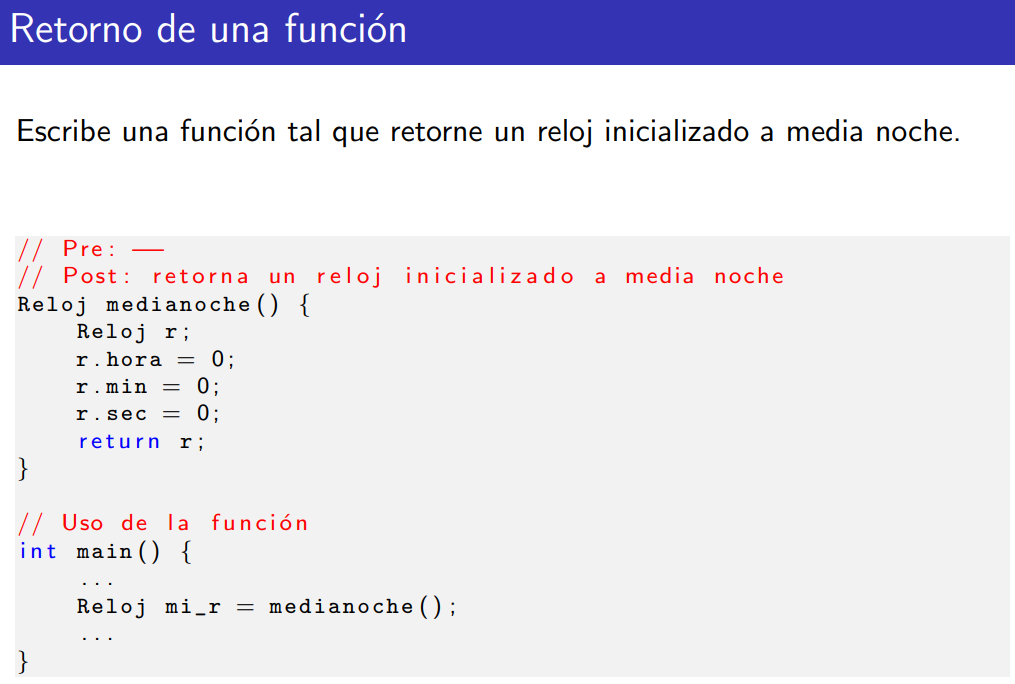 Retorno de una función
Escribe una función tal que retorne un reloj inicializado a media noche.
// Pre: —
// Post: retorna un reloj inicializado a media noche
Reloj medianoche() {
    Reloj r;
    r.hora = 0;
    r.min = 0;
    r.sec = 0;
    return r;
}
// Uso de la función
int main() {
    ...
    Reloj mi_r = medianoche();
    ...
}